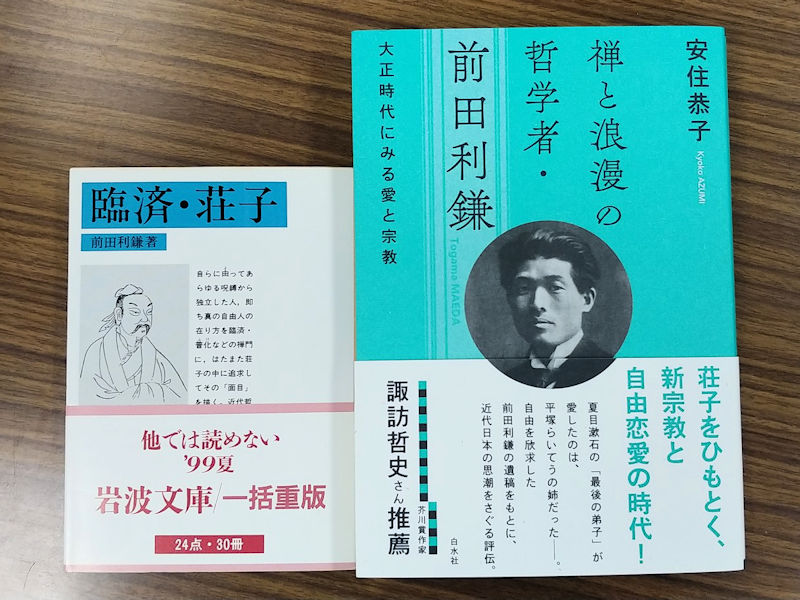 臨済・荘子
前田利鎌著
自らに由ってあ
らゆる呪縛から
独立した人,即
ち真の自由人の
在り方を臨済・
普化などの禅門
に,はたまた荘
子の中に追求し
てその「面目」
を描く。近代哲
他では読めない
'99夏
岩波文庫/一括重版
24点・30冊
安住恭子
Kyoko AZUMI
禅と浪漫の
哲学者・
前田利鎌
Togama MAEDA
大正時代にみる愛と宗教
荘子をひもとく、
新宗教と
自由恋愛の時代!
夏目漱石の「最後の弟子」が
愛したのは、
平塚らいてうの姉だった――。
自由を欣求した
前田利鎌の遺稿をもとに、
近代日本の思潮をさぐる評伝。
白水社
芥川賞作家
諏訪哲史さん推薦